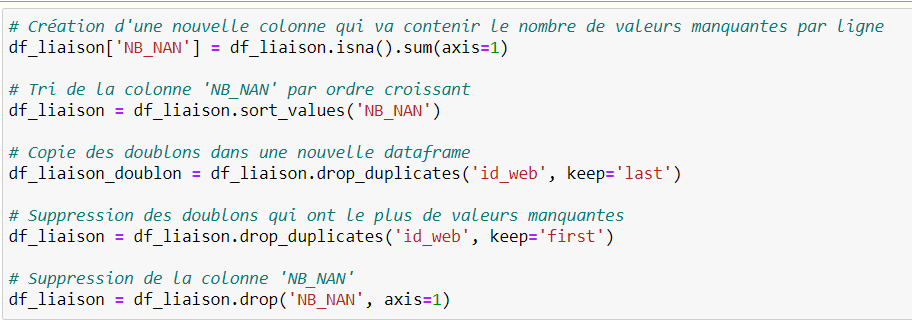 # Création d'une nouvelle colonne qui va contenir le nombre de valeurs manquantes par ligne
df_liaison['NB_NAN'] = df_liaison.isna().sum(axis=1)
# Tri de la colonne 'NB_NAN' par ordre croissant
df_liaison = df_liaison.sort_values('NB_NAN')
# Copie des doublons dans une nouvelle dataframe
df_liaison_doublon = df_liaison.drop_duplicates('id_web', keep='last')
# Suppression des doublons qui ont le plus de valeurs manquantes
df_liaison = df_liaison.drop_duplicates('id_web', keep='first')
# Suppression de la colonne 'NB_NAN'
df_liaison = df_liaison.drop('NB_NAN', axis=1)